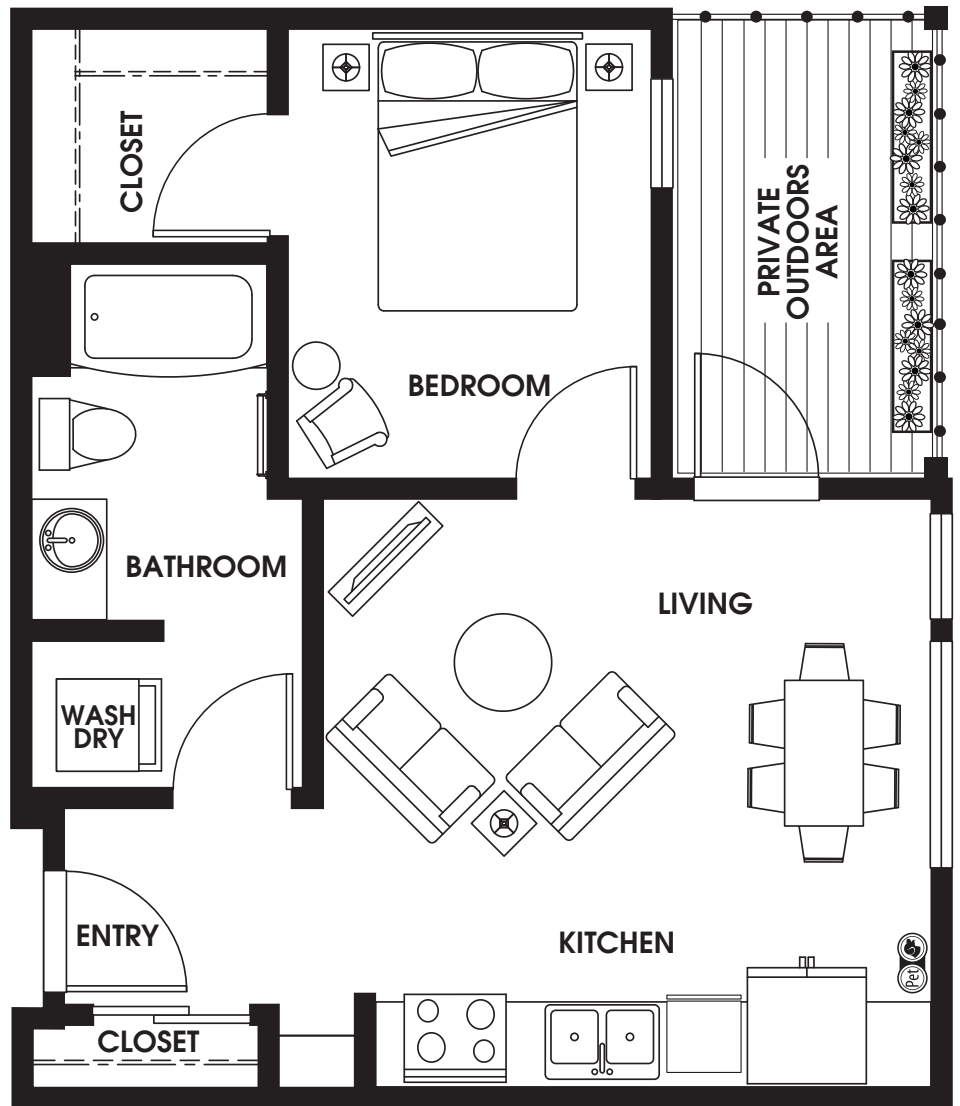 CLOSET
PRIVATE
OUTDOORS
AREA
BEDROOM
BATHROOM
LIVING
WASH
DRY
ENTRY
KITCHEN
Pet
CLOSET